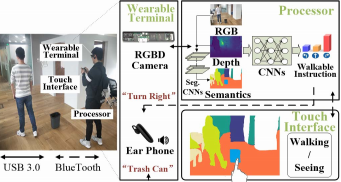 Wearable
Terminal
Touch
Interface
Processor
USB 3.0
BlueTooth
Wearable
Terminal
RGBD
Camera
“Turn Right”
Ear Phone
“Trash Can”
Processor
RGB
Depth
Seg.
CNNs
Semantics
CNNs
Walkable
Instruction
Touch
Interface
Walking
/
Seeing